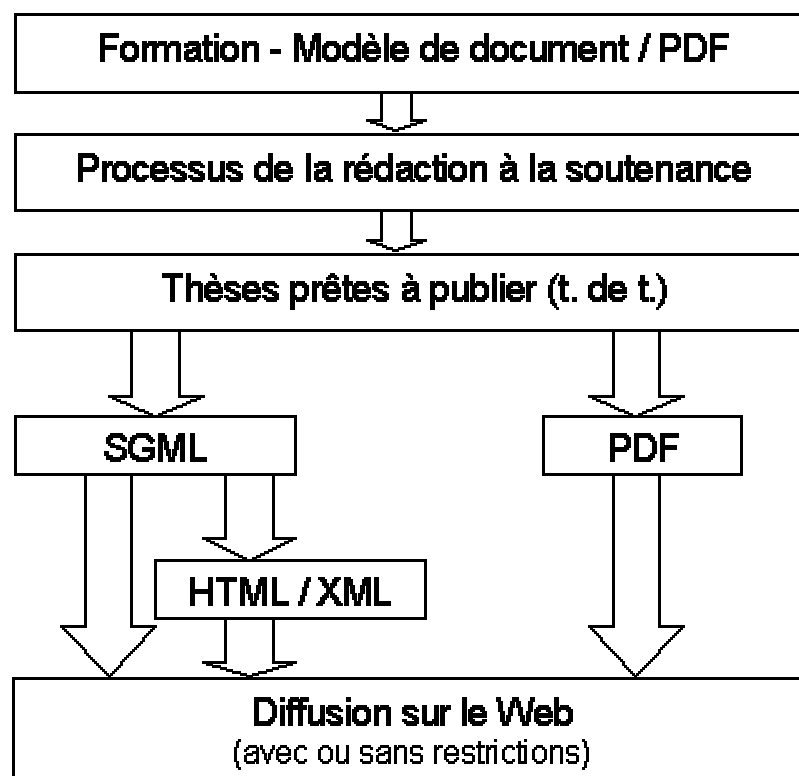 Formation - Modèle de document / PDF
Processus de la rédaction à la soutenance
Thèses prêtes à publier (t. de t.)
SGML
PDF
HTML / XML
Diffusion sur le Web
(avec ou sans restrictions)